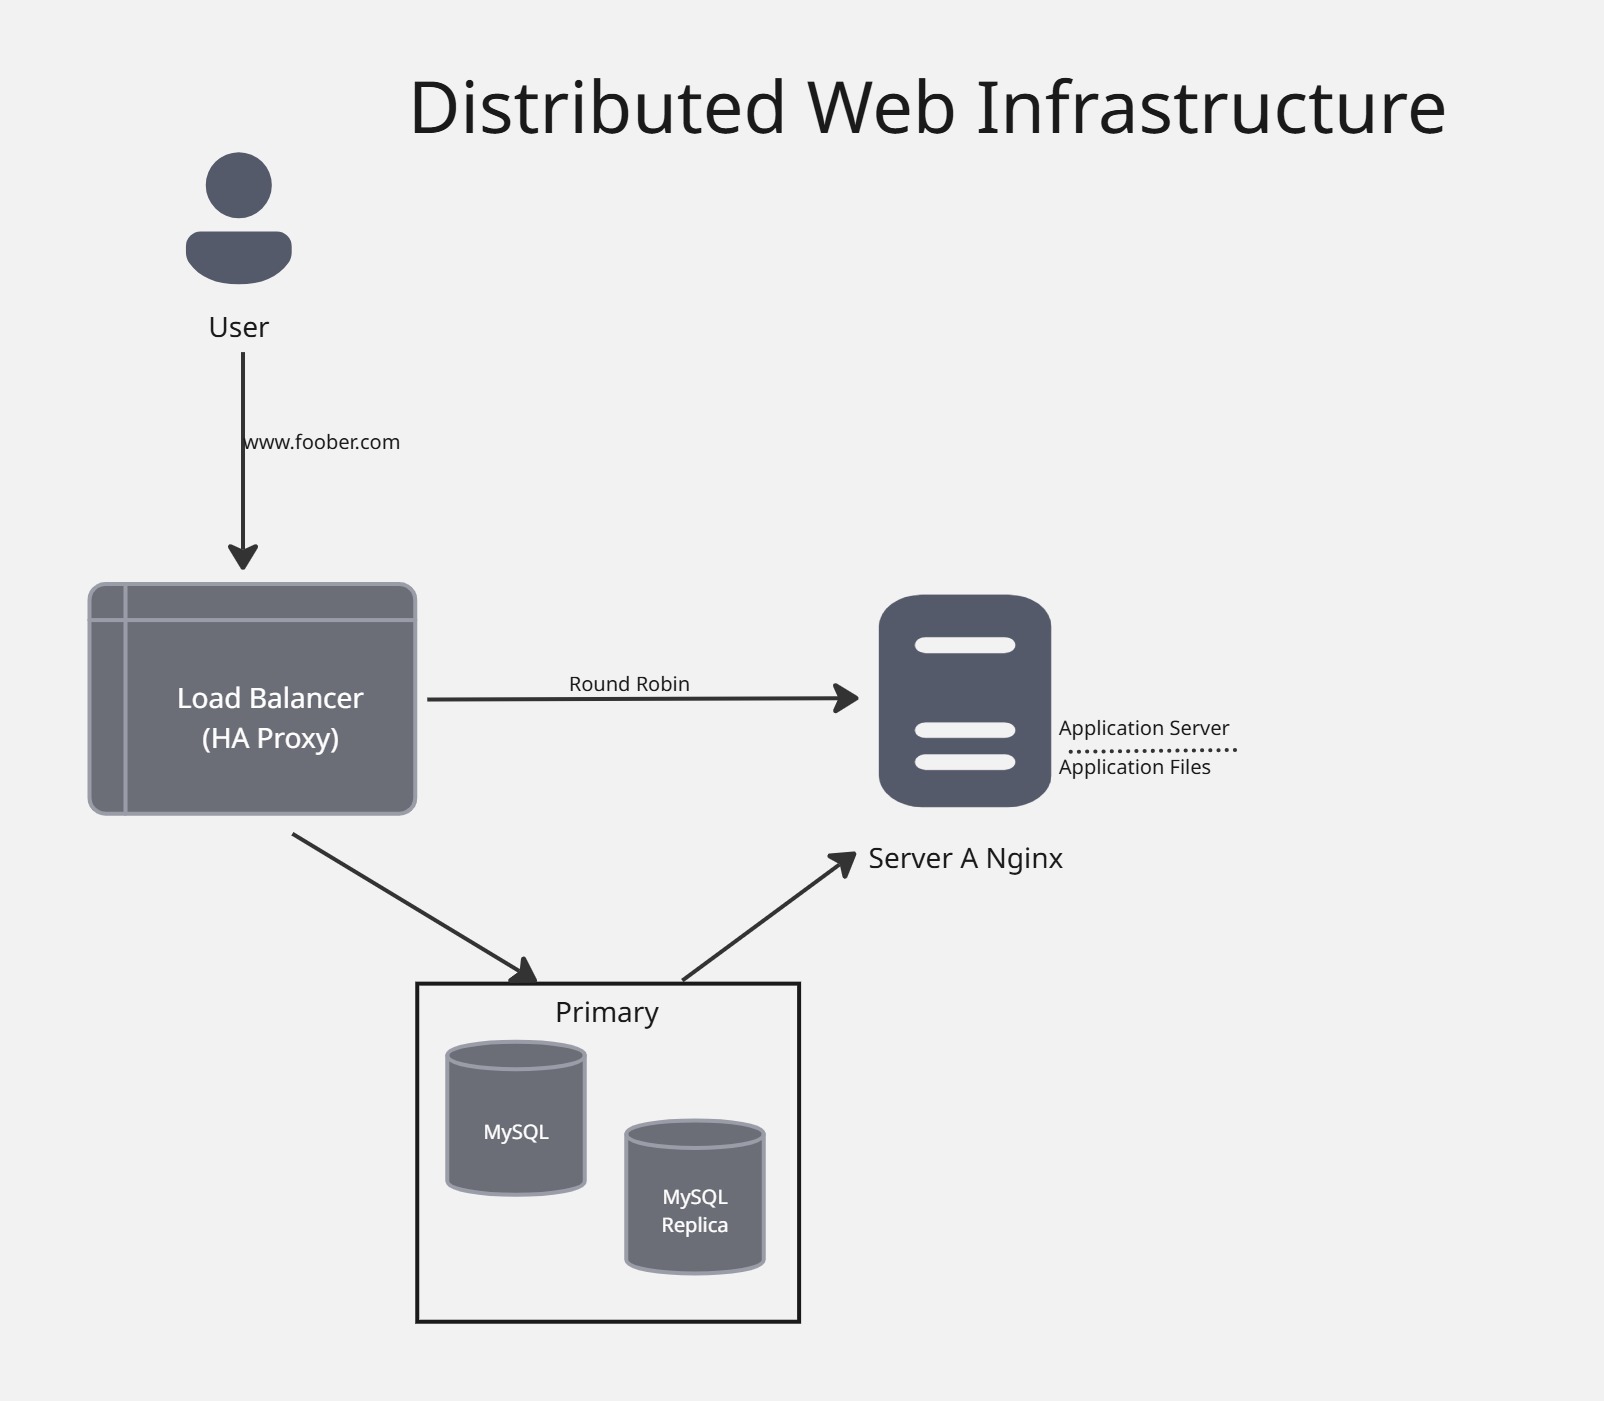 Distributed Web Infrastructure
User
www.foober.com
Load Balancer
(HA Proxy)
Round Robin
Application Server
Application Files
Server A Nginx
Primary
MySQL
MySQL
Replica